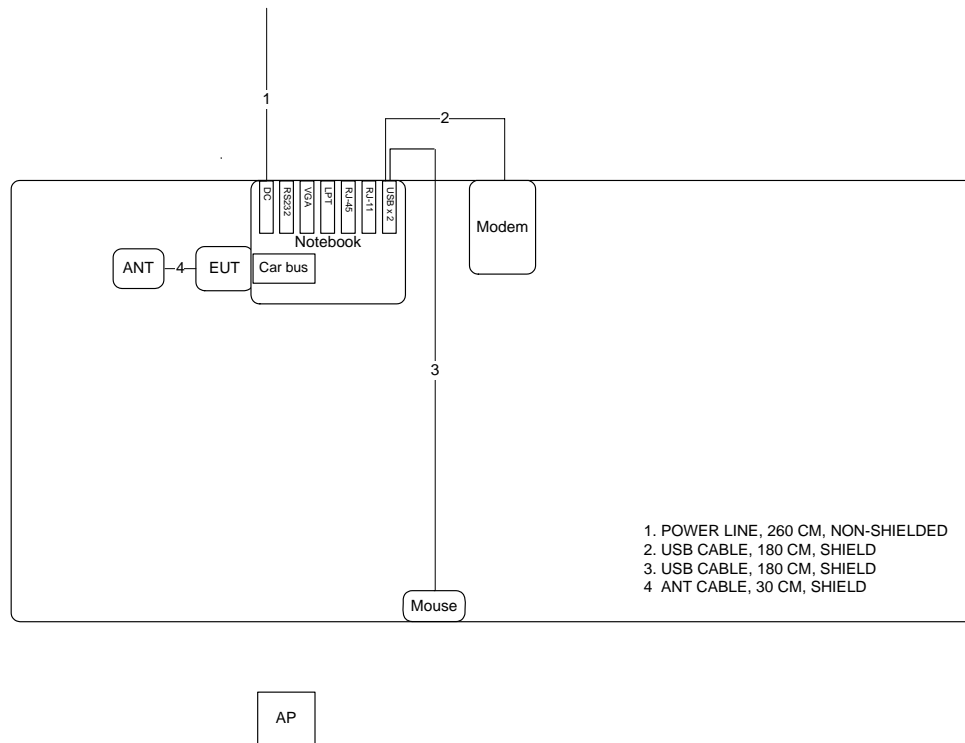 1
2
DC
RS232
VGA
LPT
RJ-45
RJ-11
USB x 2
Notebook
Modem
ANT
4
EUT
Car bus
3
1. POWER LINE, 260 CM, NON-SHIELDED
2. USB CABLE, 180 CM, SHIELD
3. USB CABLE, 180 CM, SHIELD
4 ANT CABLE, 30 CM, SHIELD
Mouse
AP